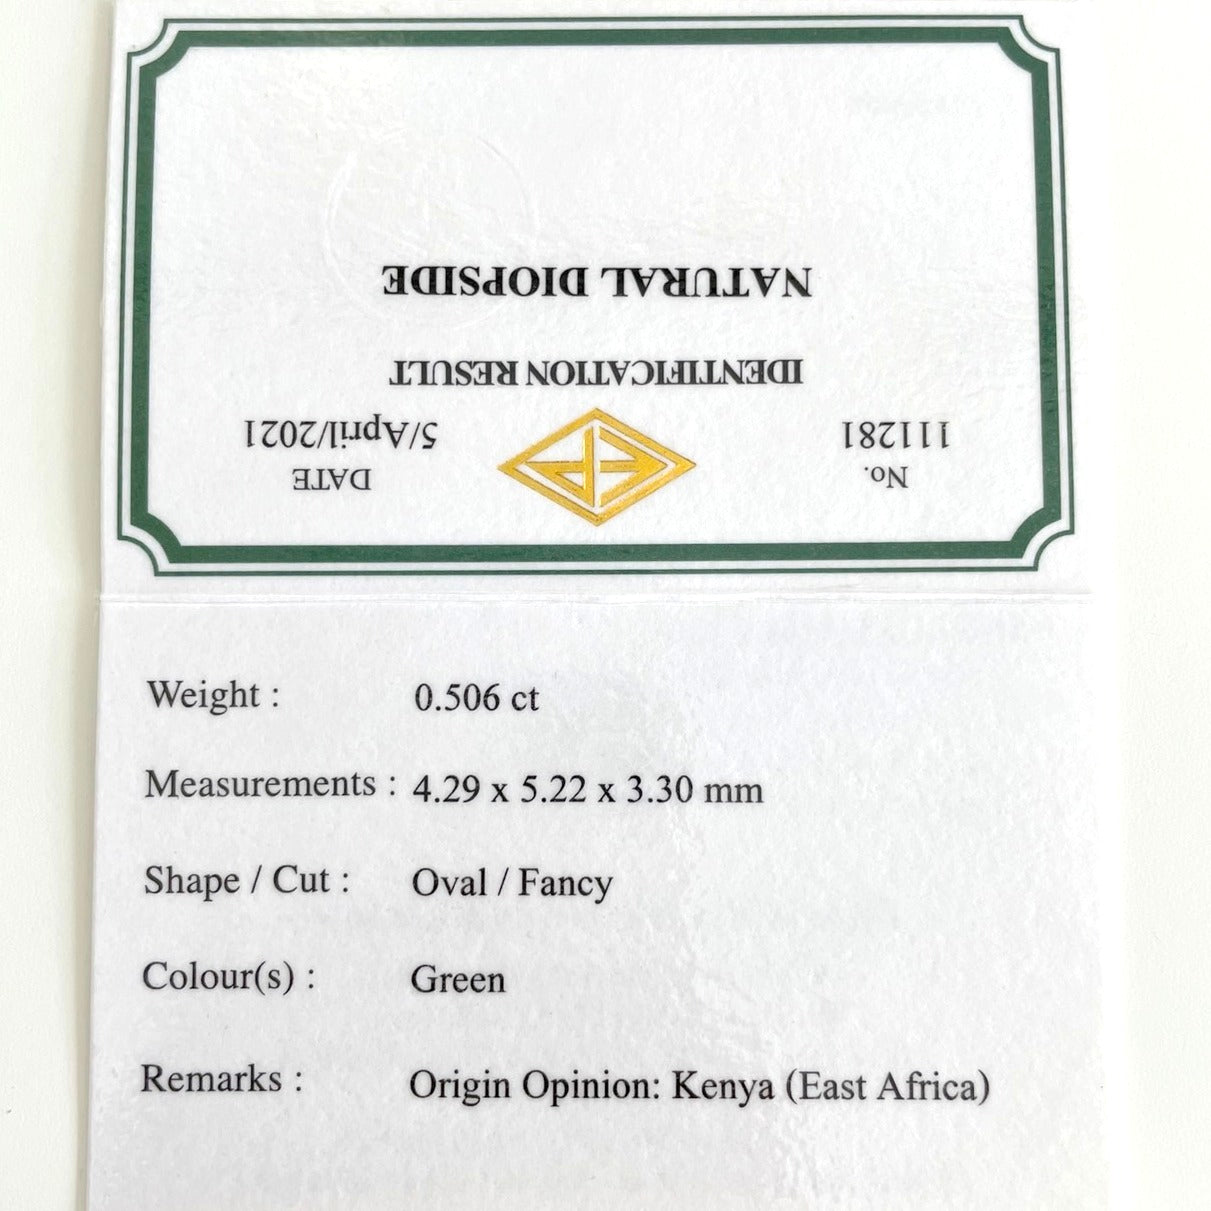 No.
111281
DATE
5/April/2021
IDENTIFICATION RESULT
NATURAL DIOPSIDE
Weight : 0.506 ct
Measurements : 4.29 x 5.22 x 3.30 mm
Shape / Cut : Oval / Fancy
Colour(s) : Green
Remarks : Origin Opinion: Kenya (East Africa)